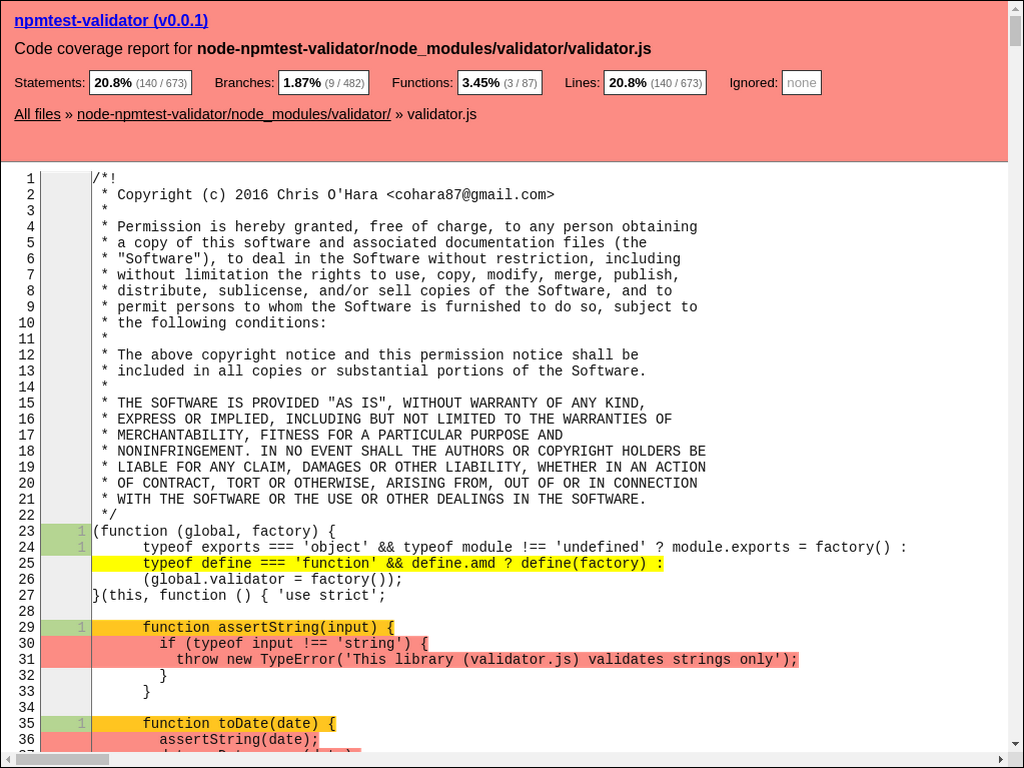 npmtest-validator (v0.0.1)
Code coverage report for node-npmtest-validator/node_modules/validator/validator.js
Statements: 20.8% (140 / 673) Branches: 1.87% (9 / 482) Functions: 3.45% (3 / 87) Lines: 20.8% (140 / 673) Ignored: none
All files » node-npmtest-validator/node_modules/validator/ » validator.js
1 /*!
2 * Copyright (c) 2016 Chris O'Hara <cohara87@gmail.com>
3 *
4 * Permission is hereby granted, free of charge, to any person obtaining
5 * a copy of this software and associated documentation files (the
6 * "Software"), to deal in the Software without restriction, including
7 * without limitation the rights to use, copy, modify, merge, publish,
8 * distribute, sublicense, and/or sell copies of the Software, and to
9 * permit persons to whom the Software is furnished to do so, subject to
10 * the following conditions:
11 *
12 * The above copyright notice and this permission notice shall be
13 * included in all copies or substantial portions of the Software.
14 *
15 * THE SOFTWARE IS PROVIDED "AS IS", WITHOUT WARRANTY OF ANY KIND,
16 * EXPRESS OR IMPLIED, INCLUDING BUT NOT LIMITED TO THE WARRANTIES OF
17 * MERCHANTABILITY, FITNESS FOR A PARTICULAR PURPOSE AND
18 * NONINFRINGEMENT. IN NO EVENT SHALL THE AUTHORS OR COPYRIGHT HOLDERS BE
19 * LIABLE FOR ANY CLAIM, DAMAGES OR OTHER LIABILITY, WHETHER IN AN ACTION
20 * OF CONTRACT, TORT OR OTHERWISE, ARISING FROM, OUT OF OR IN CONNECTION
21 * WITH THE SOFTWARE OR THE USE OR OTHER DEALINGS IN THE SOFTWARE.
22 */
23 1 (function (global, factory) {
24 1 typeof exports === 'object' && typeof module !== 'undefined' ? module.exports = factory() :
25 typeof define === 'function' && define.amd ? define(factory) :
26 (global.validator = factory());
27 }(this, function () { 'use strict';
28
29 1 function assertString(input) {
30 if (typeof input !== 'string') {
31 throw new TypeError('This library (validator.js) validates strings only');
32 }
33 }
34
35 1 function toDate(date) {
36 assertString(date);